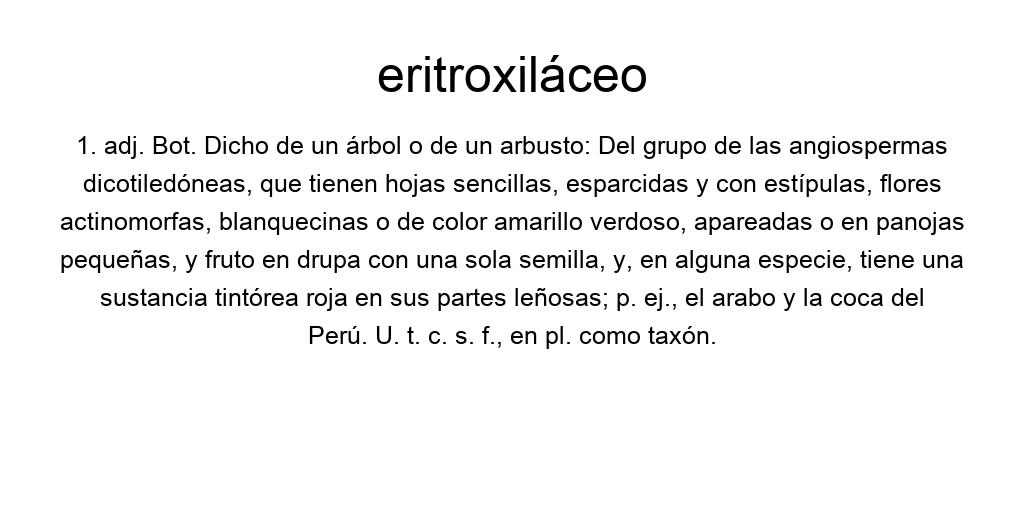 eritroxiláceo
1. adj. Bot. Dicho de un árbol o de un arbusto: Del grupo de las angiospermas
dicotiledóneas, que tienen hojas sencillas, esparcidas y con estípulas, flores
actinomorfas, blanquecinas o de color amarillo verdoso, apareadas o en panojas
pequeñas, y fruto en drupa con una sola semilla, y, en alguna especie, tiene una
sustancia tintórea roja en sus partes leñosas; p. ej., el arabo y la coca del
Perú. U. t. c. s. f., en pl. como taxón.